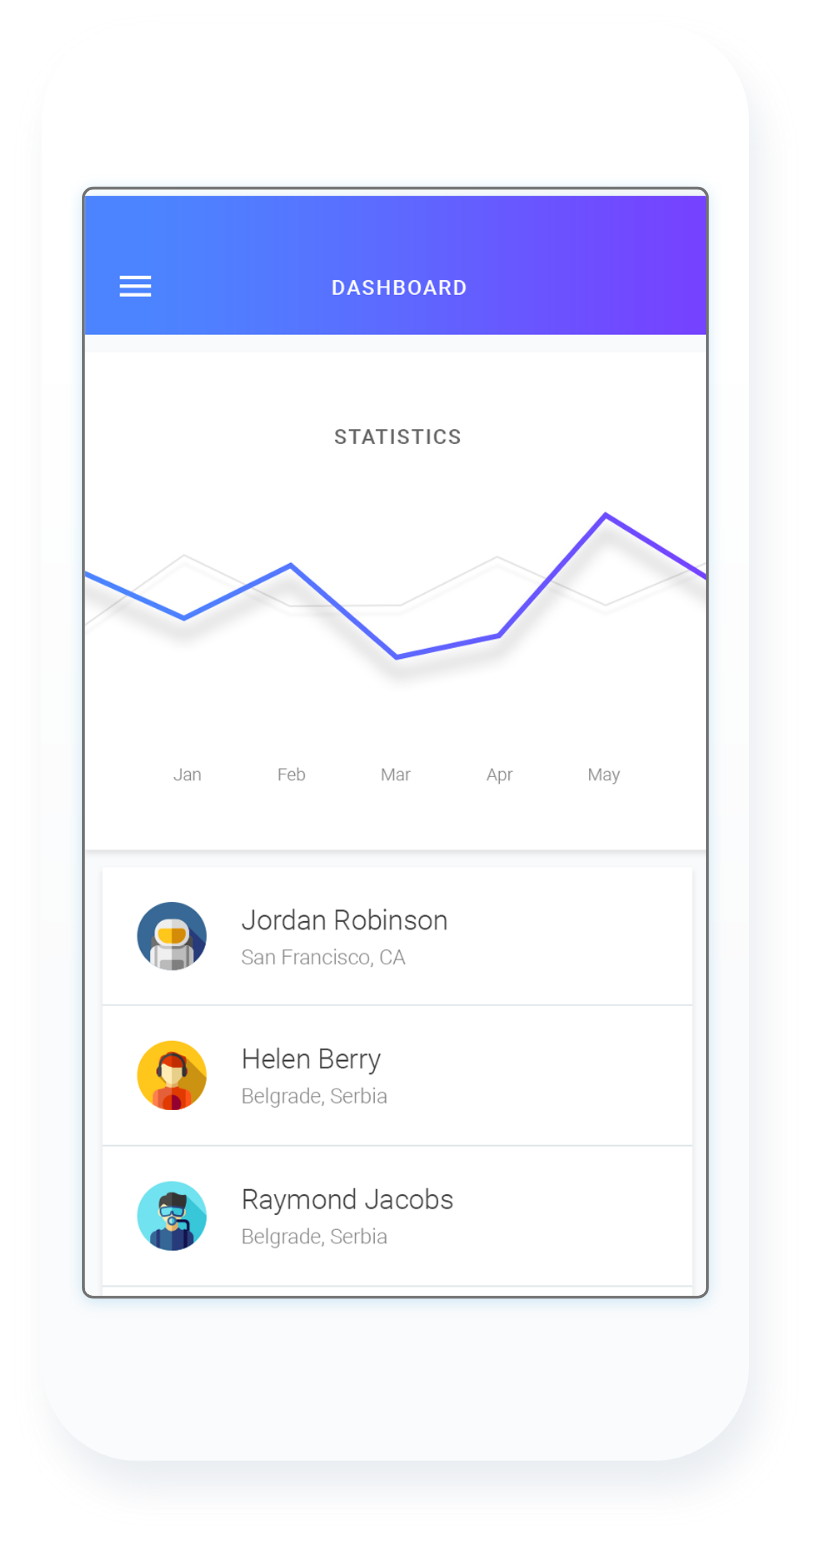 DASHBOARD
STATISTICS
Jan Feb Mar Apr May
Jordan Robinson
San Francisco, CA
Helen Berry
Belgrade, Serbia
Raymond Jacobs
Belgrade, Serbia